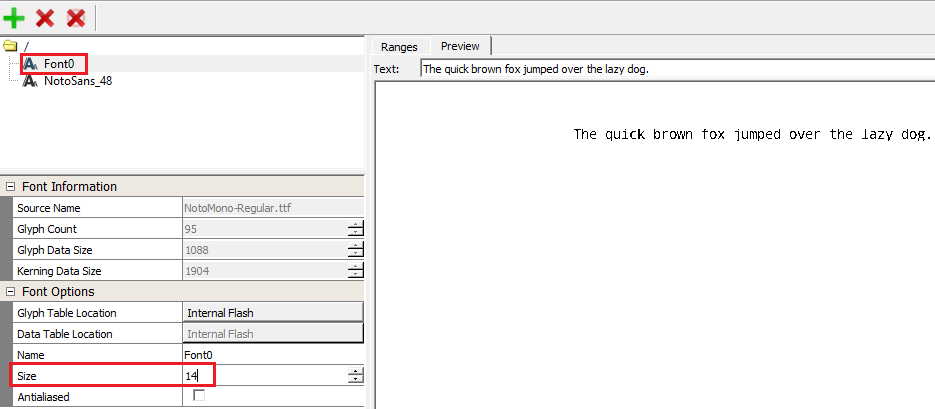 /
Font0
NotoSans_48
Ranges
Preview
Text:
The quick brown fox jumped over the lazy dog.
The quick brown fox jumped over the lazy dog.
Font Information
Source Name NotoMono-Regular.ttf
Glyph Count 95
Glyph Data Size 1088
Kerning Data Size 1904
Font Options
Glyph Table Location Internal Flash
Data Table Location Internal Flash
Name Font0
Size 14
Antialiased